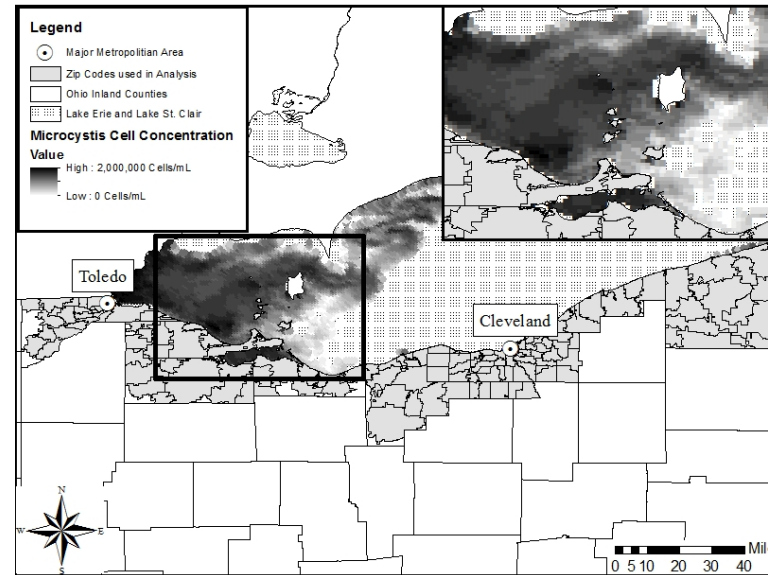 Legend
Major Metropolitian Area
Zip Codes used in Analysis
Ohio Inland Counties
Lake Erie and Lake St. Clair
Microcystis Cell Concentration
Value
High : 2,000,000 Cells/mL
Low : 0 Cells/mL
Toledo
Cleveland
N
W
E
S
Mile
0 5 10 20 30 40